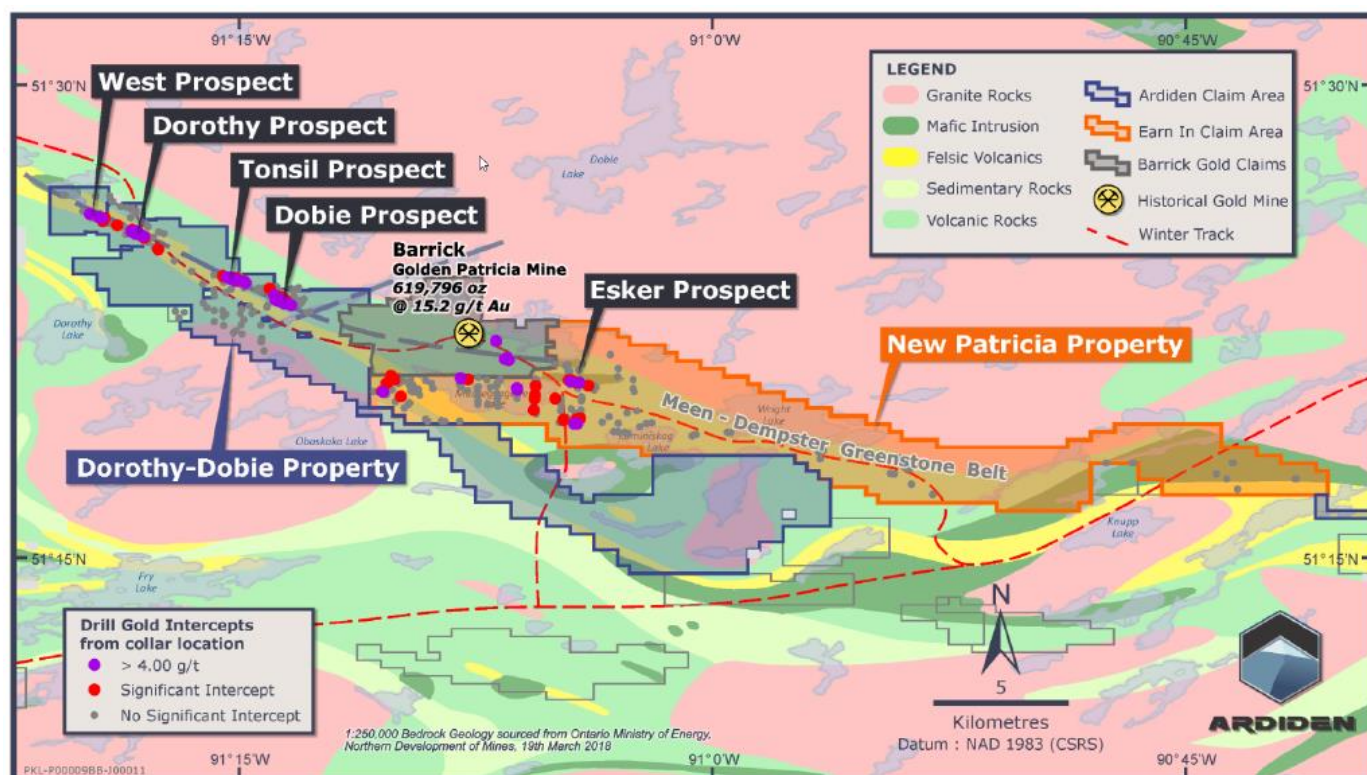 91°15'W
91°0'W
90°45'W
51°30'N
51°30'N
West Prospect
Dorothy Prospect
Tonsil Prospect
Dobie Prospect
Dobie
Lake
LEGEND
Granite Rocks
Mafic Intrusion
Felsic Volcanics
Sedimentary Rocks
Volcanic Rocks
Ardiden Claim Area
Earn In Claim Area
Barrick Gold Claims
Historical Gold Mine
Winter Track
Barrick
Golden Patricia Mine
619,796 oz
@ 15.2 g/t Au
Esker Prospect
New Patricia Property
Dorothy
Lake
Wright
Lake
Meen - Dempster Greenstone Belt
Obaskaka Lake
Lake
Dorothy-Dobie Property
Knupp
Lake
51°15'N
51°15'N
Fry
Lake
Drill Gold Intercepts
from collar location
> 4.00 g/t
Significant Intercept
No Significant Intercept
N
5
Kilometres
Datum : NAD 1983 (CSRS)
ARDIDEN
1:250,000 Bedrock Geology sourced from Ontario Ministry of Energy,
Northern Development of Mines, 19th March 2018
PKL-P00009BB-J00011
91°15'W
91°0'W
90°45'W